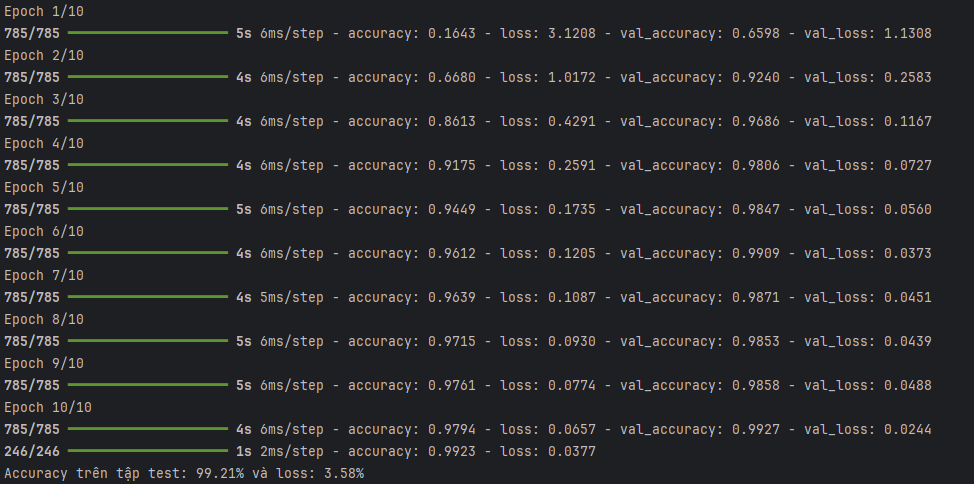 Epoch 1/10
785/785 ━━━━━━━━━━━━━━━━━━━━ 5s 6ms/step - accuracy: 0.1643 - loss: 3.1208 - val_accuracy: 0.6598 - val_loss: 1.1308
Epoch 2/10
785/785 ━━━━━━━━━━━━━━━━━━━━ 4s 6ms/step - accuracy: 0.6680 - loss: 1.0172 - val_accuracy: 0.9240 - val_loss: 0.2583
Epoch 3/10
785/785 ━━━━━━━━━━━━━━━━━━━━ 4s 6ms/step - accuracy: 0.8613 - loss: 0.4291 - val_accuracy: 0.9686 - val_loss: 0.1167
Epoch 4/10
785/785 ━━━━━━━━━━━━━━━━━━━━ 4s 6ms/step - accuracy: 0.9175 - loss: 0.2591 - val_accuracy: 0.9806 - val_loss: 0.0727
Epoch 5/10
785/785 ━━━━━━━━━━━━━━━━━━━━ 5s 6ms/step - accuracy: 0.9449 - loss: 0.1735 - val_accuracy: 0.9847 - val_loss: 0.0560
Epoch 6/10
785/785 ━━━━━━━━━━━━━━━━━━━━ 4s 6ms/step - accuracy: 0.9612 - loss: 0.1205 - val_accuracy: 0.9909 - val_loss: 0.0373
Epoch 7/10
785/785 ━━━━━━━━━━━━━━━━━━━━ 4s 5ms/step - accuracy: 0.9639 - loss: 0.1087 - val_accuracy: 0.9871 - val_loss: 0.0451
Epoch 8/10
785/785 ━━━━━━━━━━━━━━━━━━━━ 5s 6ms/step - accuracy: 0.9715 - loss: 0.0930 - val_accuracy: 0.9853 - val_loss: 0.0439
Epoch 9/10
785/785 ━━━━━━━━━━━━━━━━━━━━ 5s 6ms/step - accuracy: 0.9761 - loss: 0.0774 - val_accuracy: 0.9858 - val_loss: 0.0488
Epoch 10/10
785/785 ━━━━━━━━━━━━━━━━━━━━ 4s 6ms/step - accuracy: 0.9794 - loss: 0.0657 - val_accuracy: 0.9927 - val_loss: 0.0244
246/246 ━━━━━━━━━━━━━━━━━━━━ 1s 2ms/step - accuracy: 0.9923 - loss: 0.0377
Accuracy trên tập test: 99.21% và loss: 3.58%